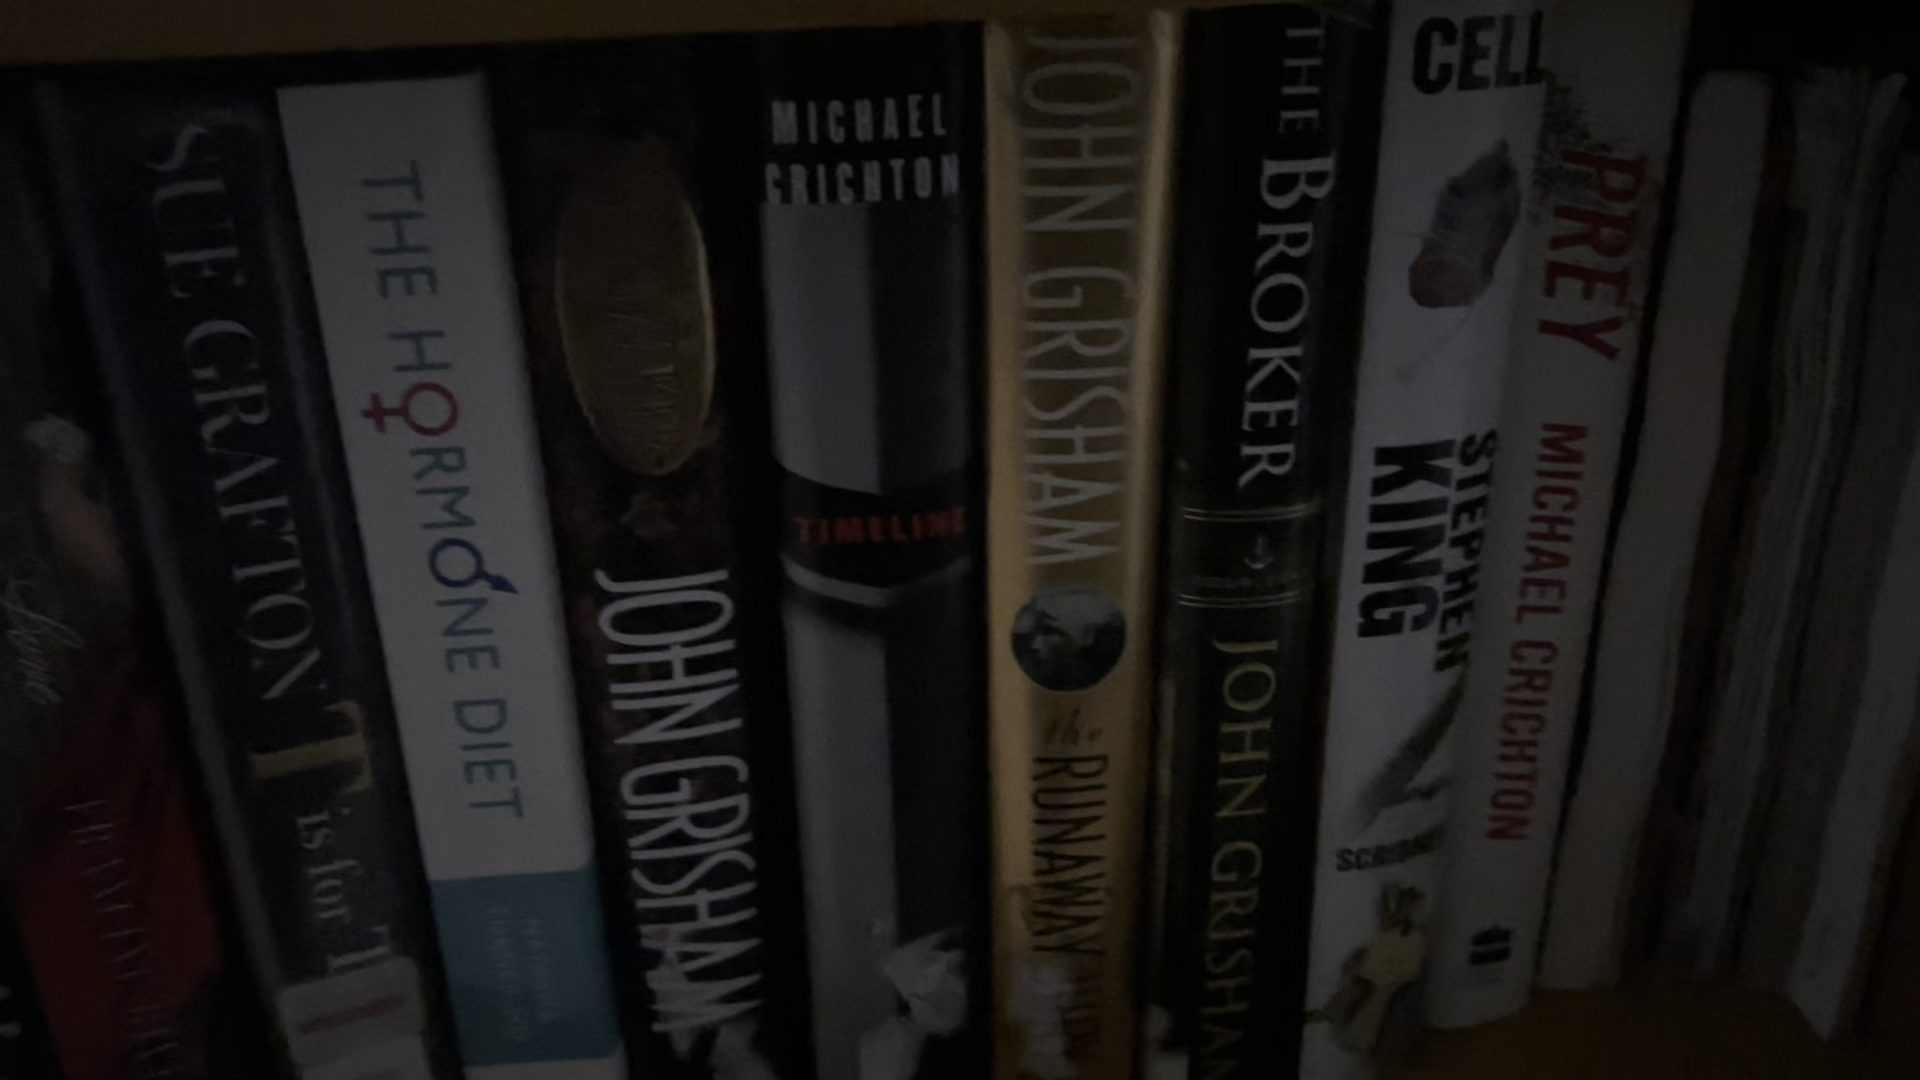 SUE GRAFTON
T is for T
THE HORMONE DIET
JOHN GRISHAM
MICHAEL
CRICHTON
TIMELINE
JOHN GRISHAM
the RUNAWAY
THE BROKER
JOHN GRISHAM
CELL
STEPHEN
KING
PREY
MICHAEL CRICHTON